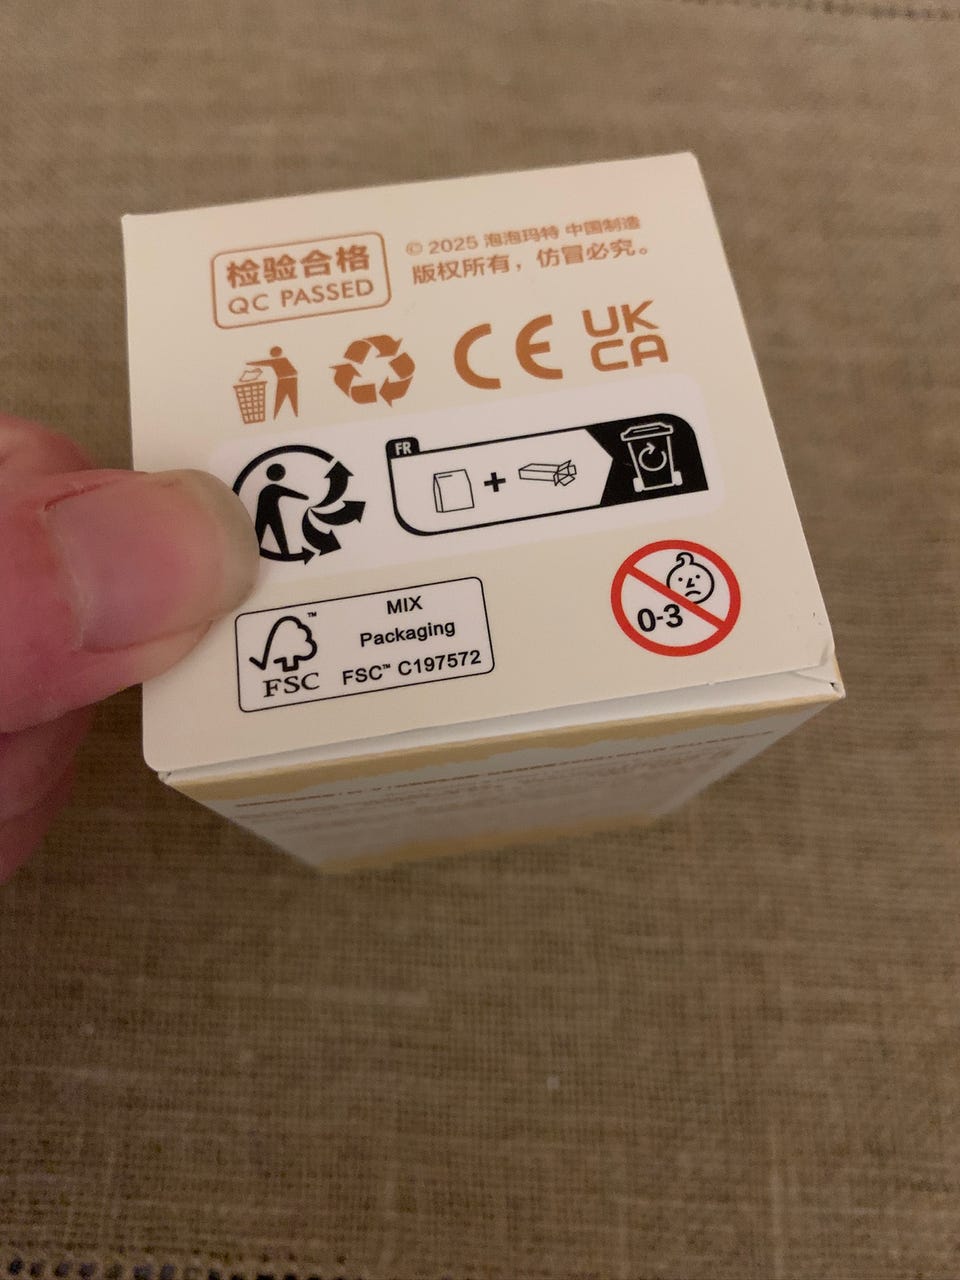 检验合格
QC PASSED
© 2025 泡泡玛特 中国制造
版权所有，仿冒必究。
CE
UK
CA
FR
0-3
FSC™
MIX
Packaging
FSC™ C197572